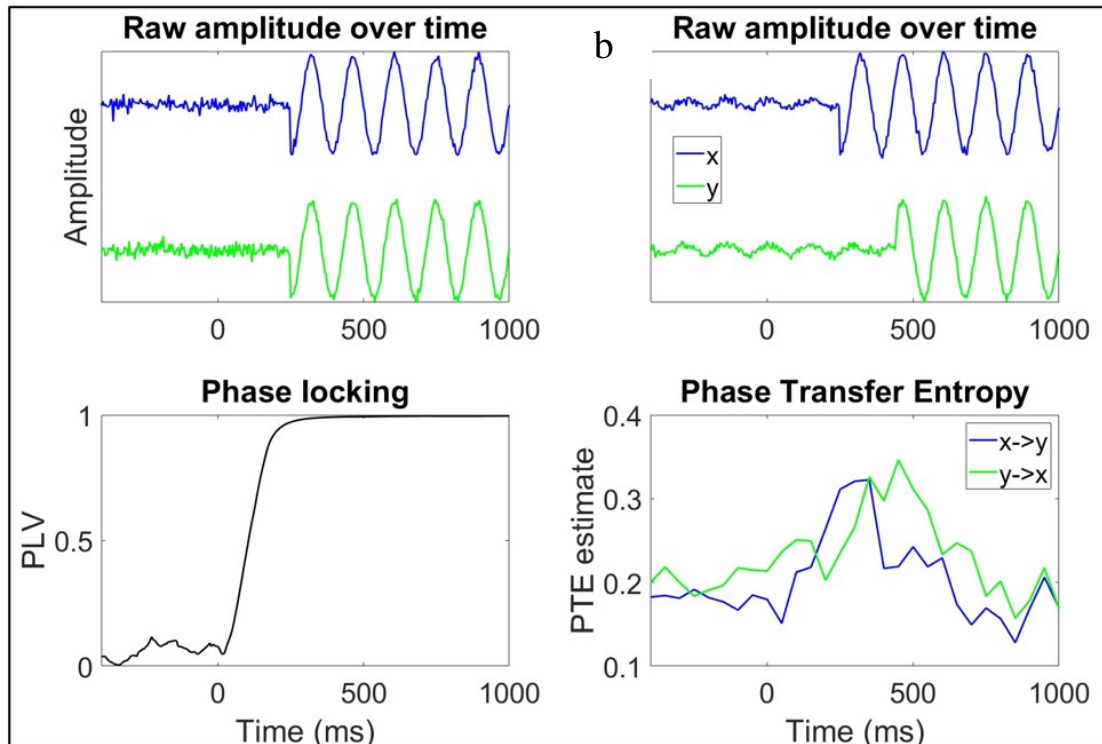 Raw amplitude over time
b
Raw amplitude over time
Amplitude
x
y
0
500
1000
0
500
1000
Phase locking
Phase Transfer Entropy
PLV
1
0.5
0
0
500
1000
Time (ms)
PTE estimate
0.4
0.3
0.2
0.1
x->y
y->x
0
500
1000
Time (ms)